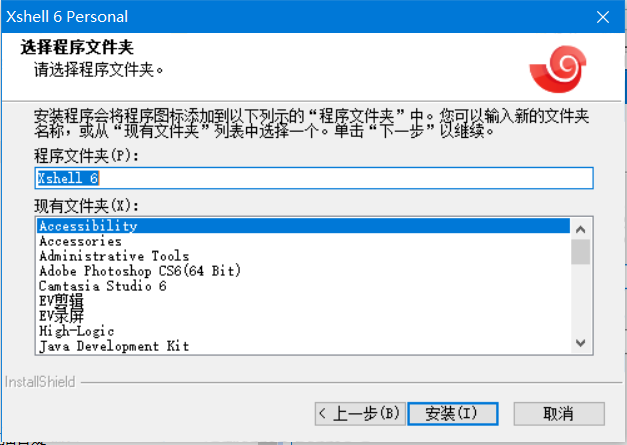 Xshell 6 Personal
选择程序文件夹
请选择程序文件夹。
安装程序会将程序图标添加到以下列示的“程序文件夹”中。您可以输入新的文件夹
名称，或从“现有文件夹”列表中选择一个。单击“下一步”以继续。
程序文件夹(P)：
Xshell 6
现有文件夹(X)：
Accessibility
Accessories
Administrative Tools
Adobe Photoshop CS6(64 Bit)
Camtasia Studio 6
EV剪辑
EV录屏
High-Logic
Java Development Kit
InstallShield
< 上一步(B) 安装(I) 取消